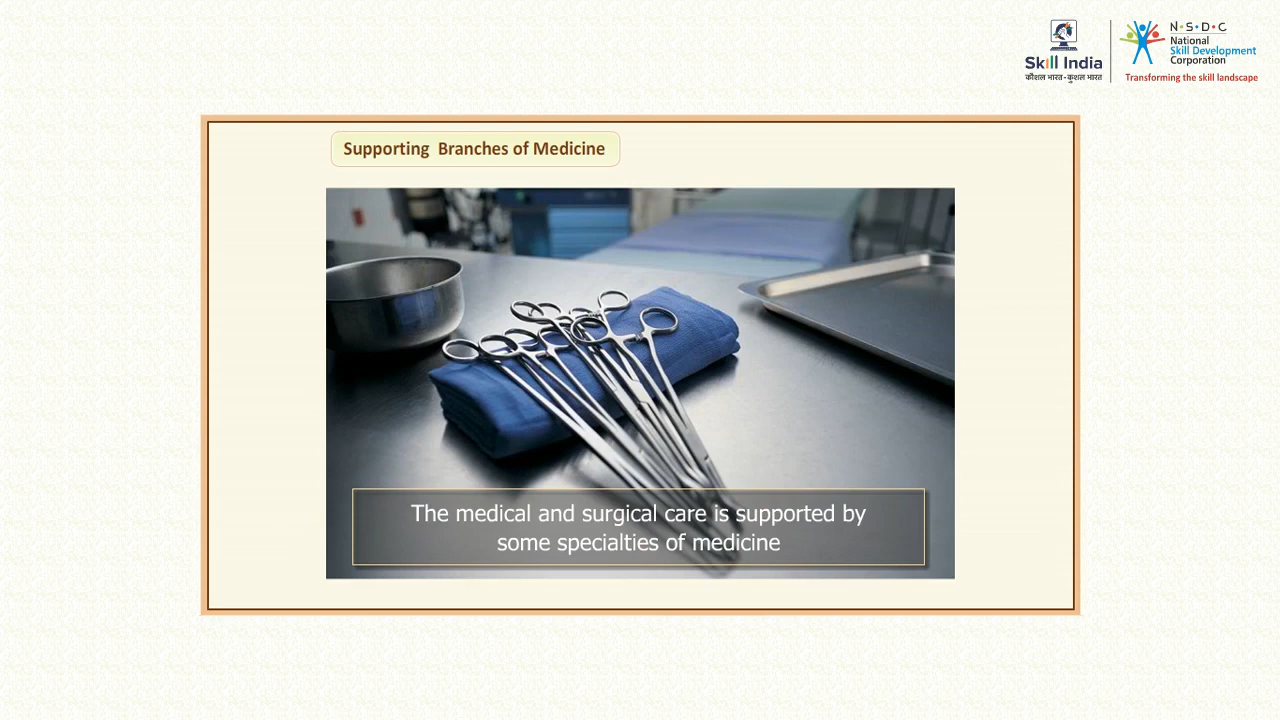 Skill India
कौशल भारत-कुशल भारत
N·S·D·C
National
Skill Development
Corporation
Transforming the skill landscape
Supporting Branches of Medicine
The medical and surgical care is supported by
some specialties of medicine